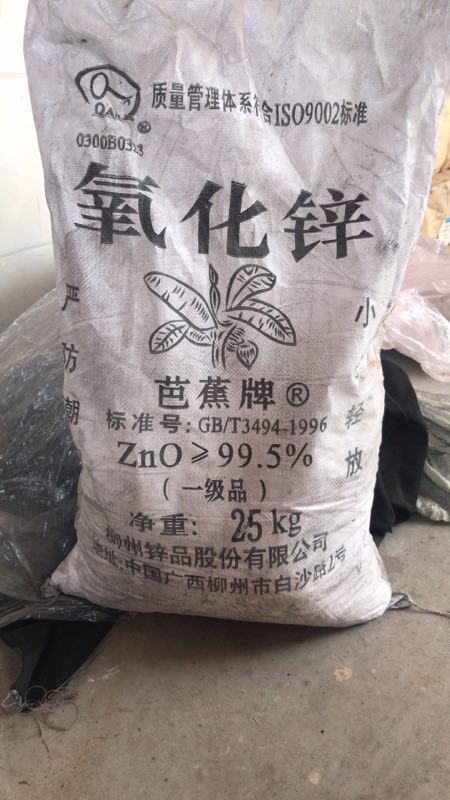 质量管理体系符合ISO9002标准
QAC
®
氧化锌
严防潮
小心轻放
芭蕉牌®
标准号:GB/T3494-1996
ZnO≥99.5%
(一级品)
净重: 25kg
柳州锌品股份有限公司
地址:中国广西柳州市白沙路1号